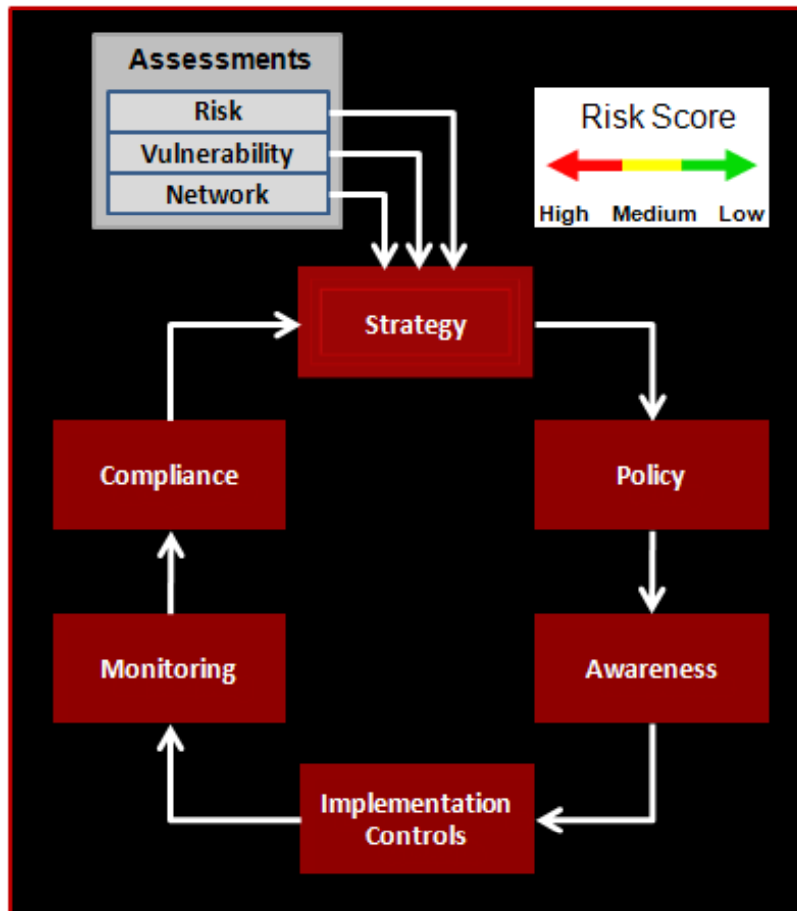 Assessments
Risk
Vulnerability
Network
Risk Score
High Medium Low
Strategy
Compliance
Policy
Monitoring
Awareness
Implementation
Controls